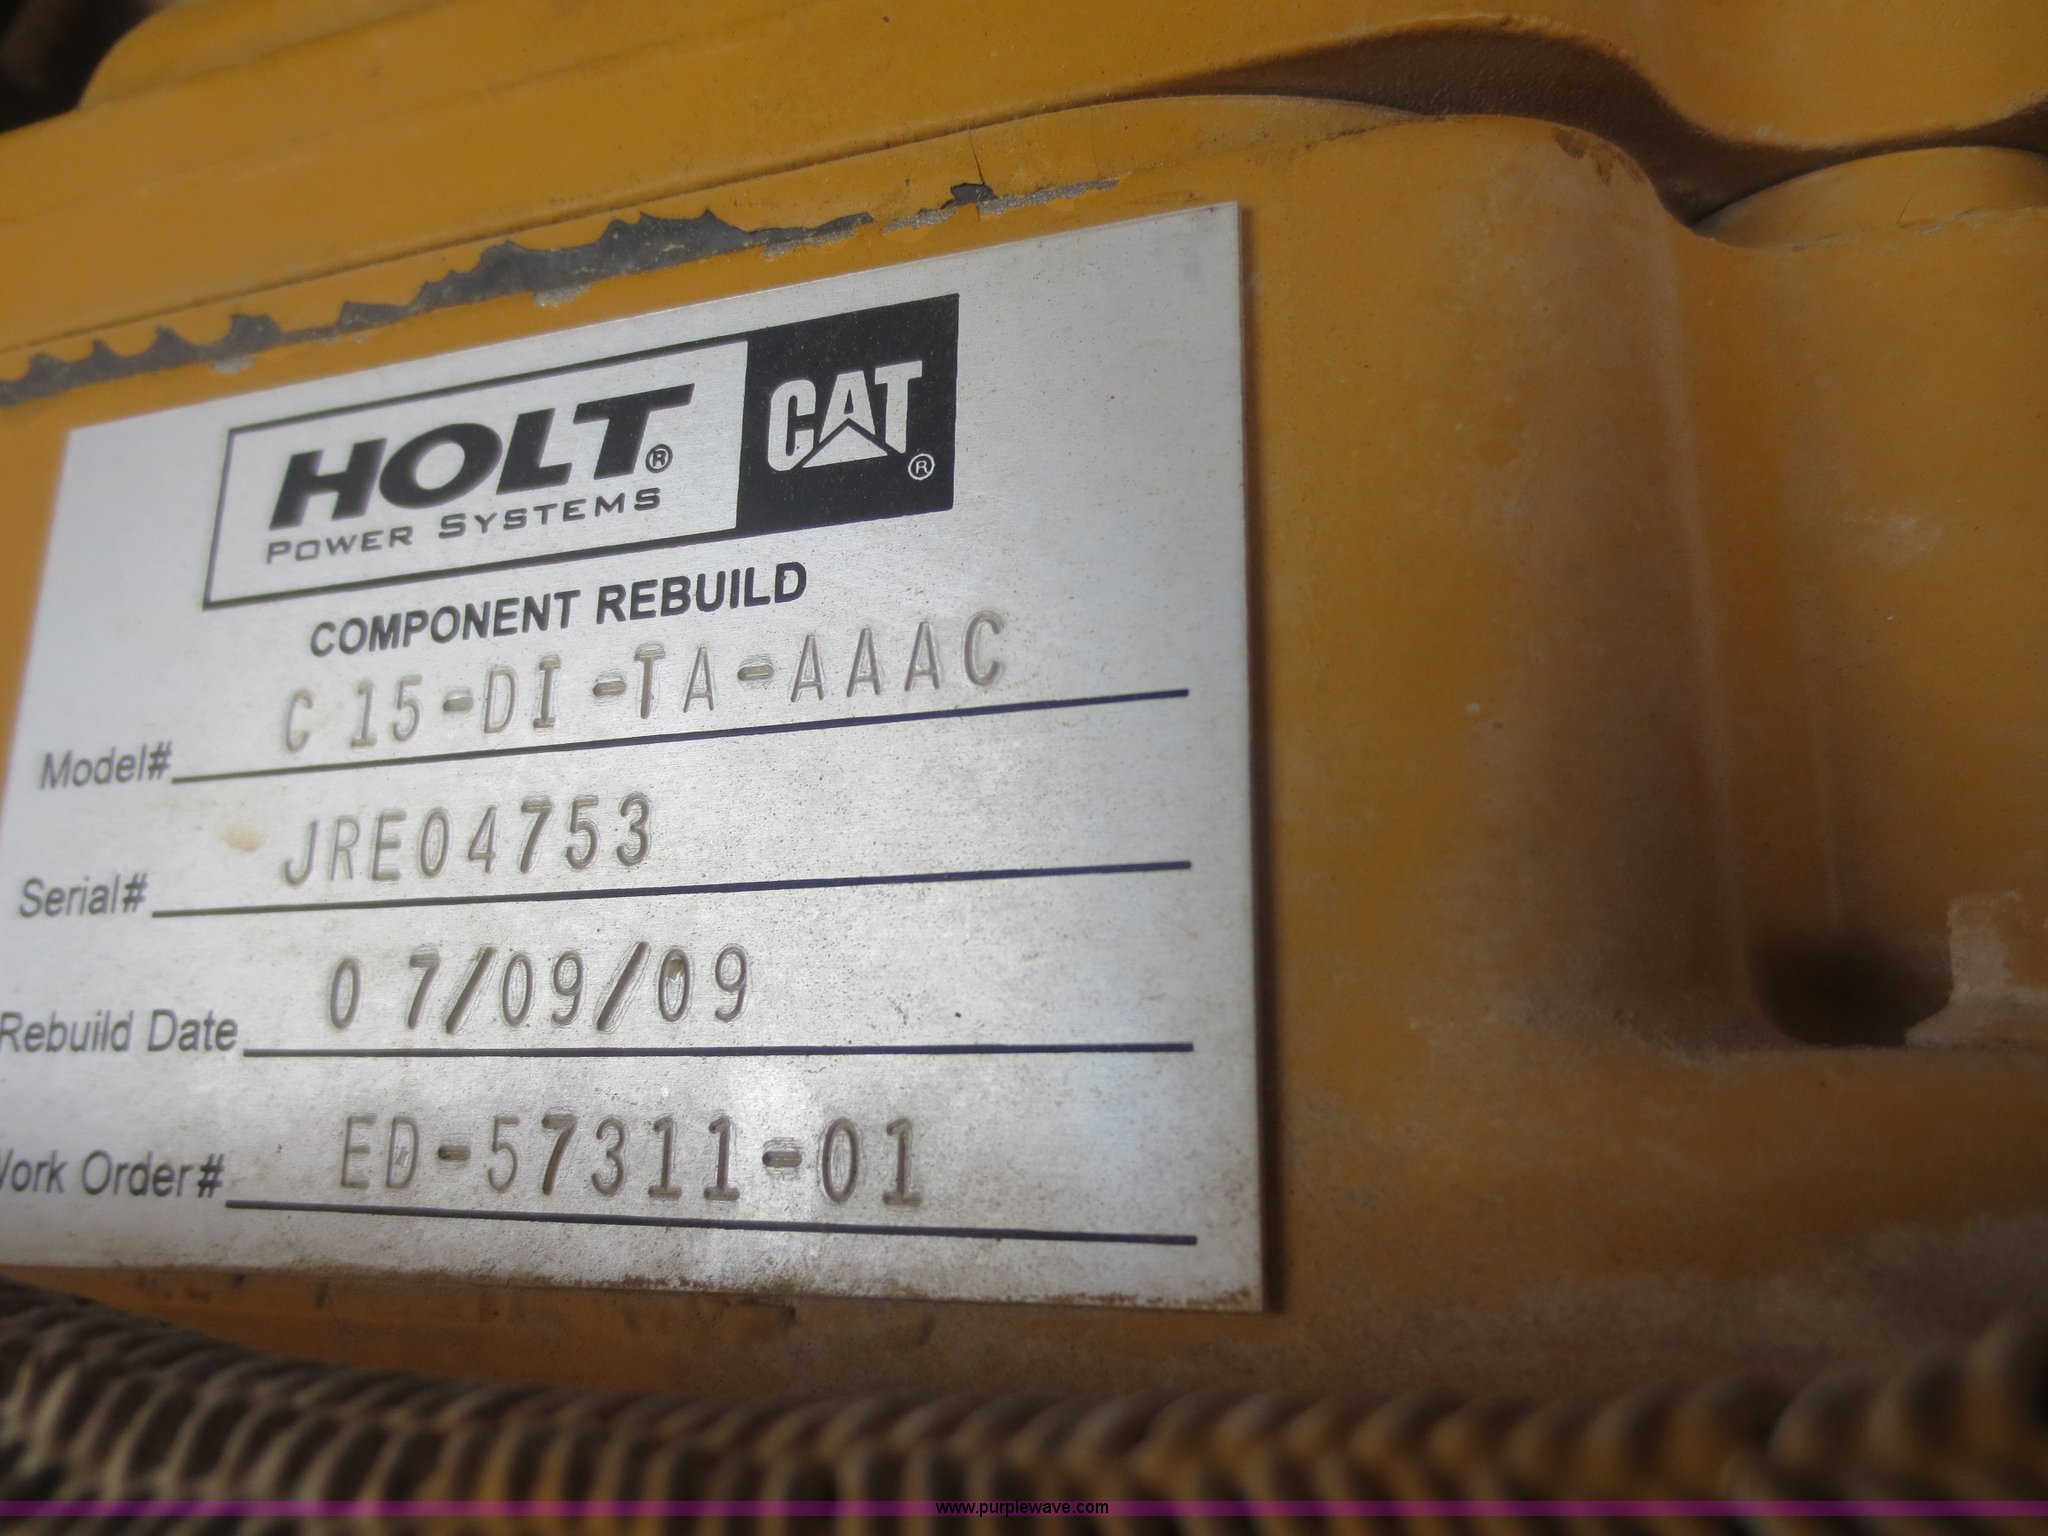 HOLT® CAT®
POWER SYSTEMS
COMPONENT REBUILD
Model# C 15-DI-TA-AAAC
Serial# JRE04753
Rebuild Date 07/09/09
Work Order# ED-57311-01
www.purplewave.com